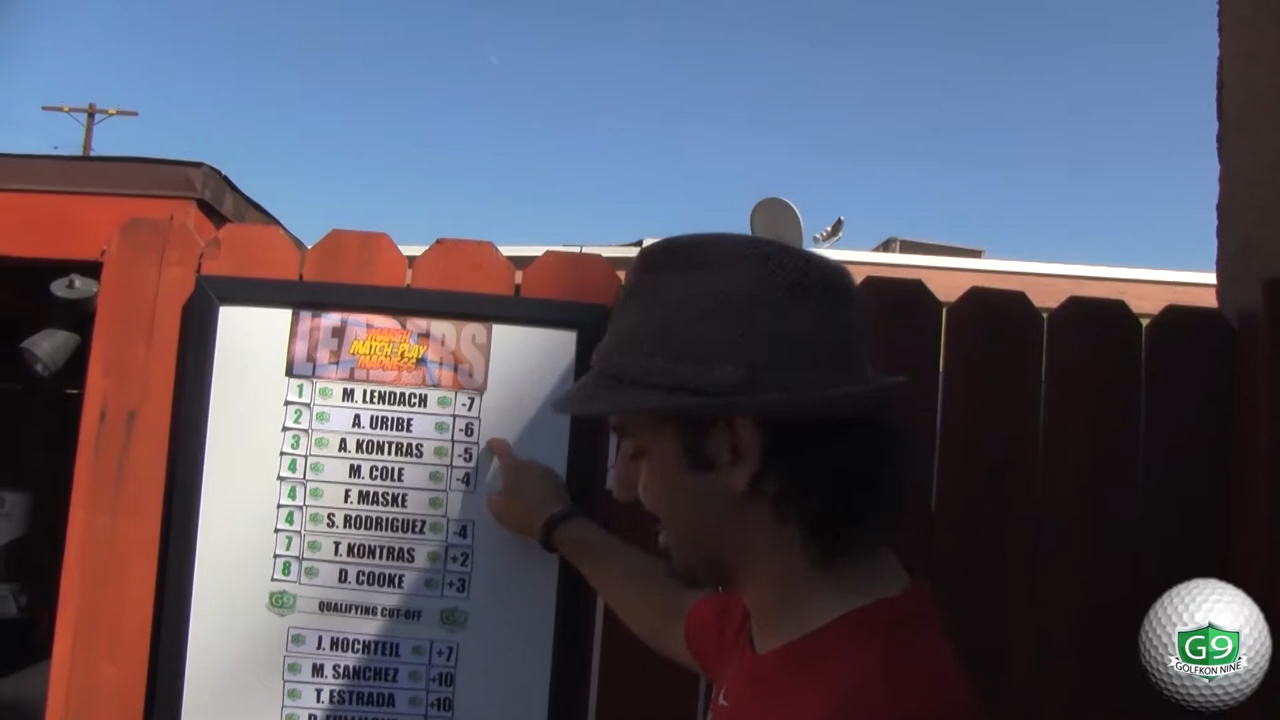 LEADERS
MARCH
MATCH-PLAY
MADNESS
1 M. LENDACH -7
2 A. URIBE -6
3 A. KONTRAS -5
4 M. COLE -4
4 F. MASKE
4 S. RODRIGUEZ -4
7 T. KONTRAS +2
8 D. COOKE +3
G9 QUALIFYING CUT-OFF G9
J. HOCHTEIL +7
M. SANCHEZ +10
T. ESTRADA +10
G9
GOLFKON NINE